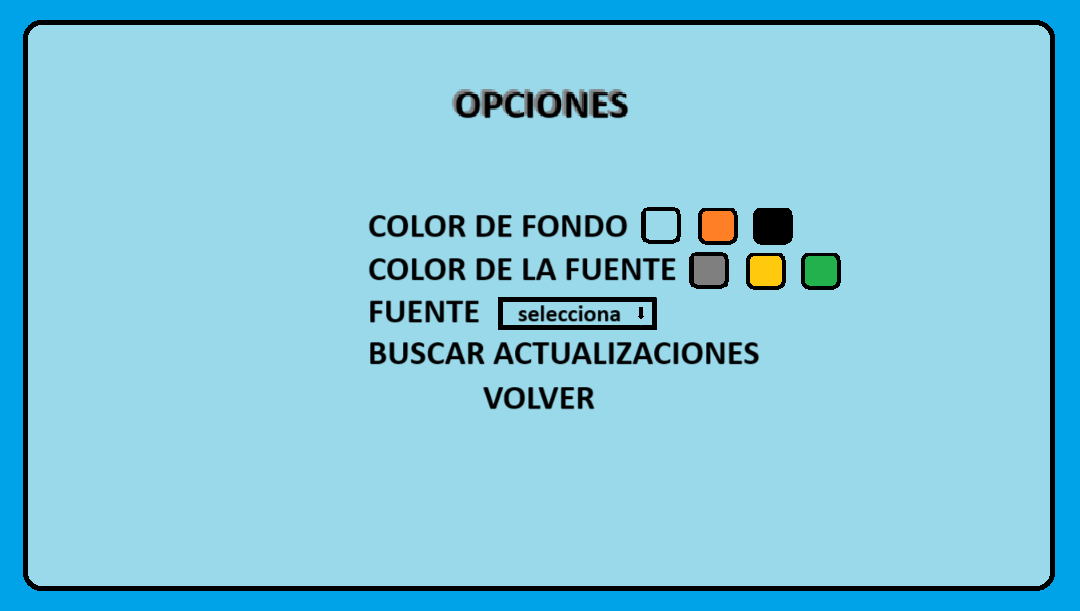 OPCIONES
COLOR DE FONDO
COLOR DE LA FUENTE
FUENTE selecciona ⬇
BUSCAR ACTUALIZACIONES
VOLVER